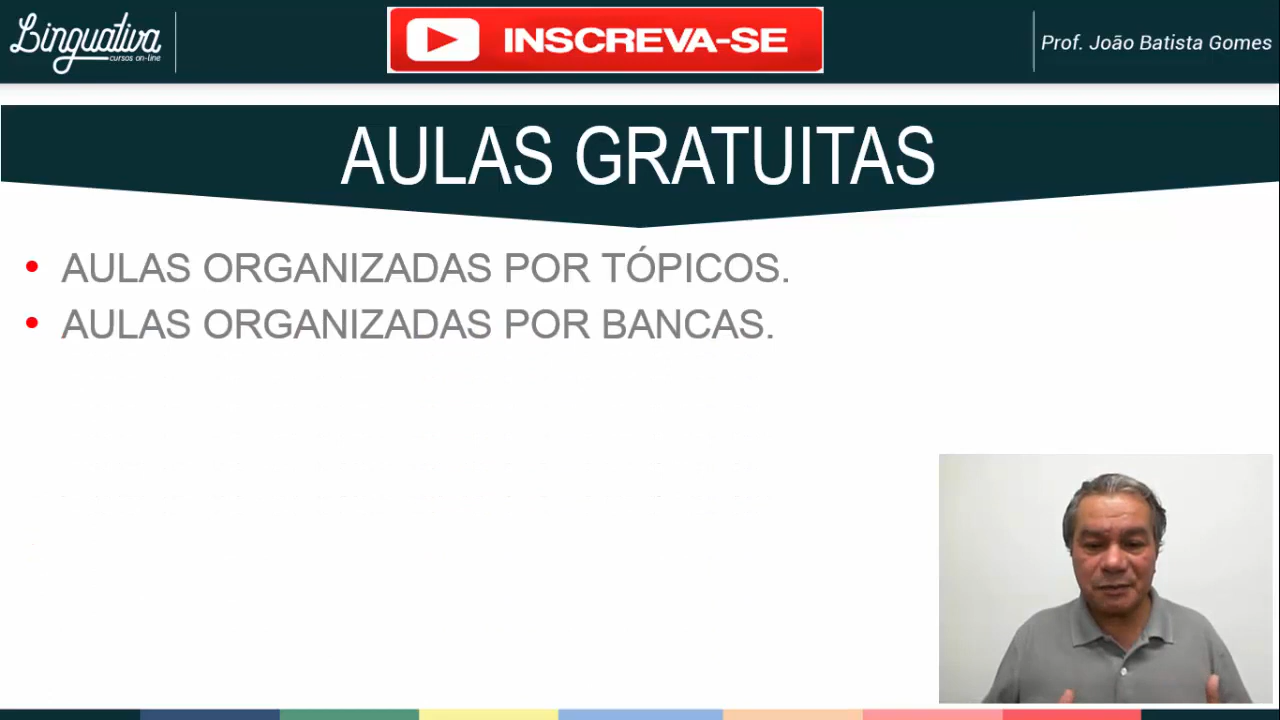 Linguativa
cursos on-line
INSCREVA-SE
Prof. João Batista Gomes
AULAS GRATUITAS
• AULAS ORGANIZADAS POR TÓPICOS.
• AULAS ORGANIZADAS POR BANCAS.